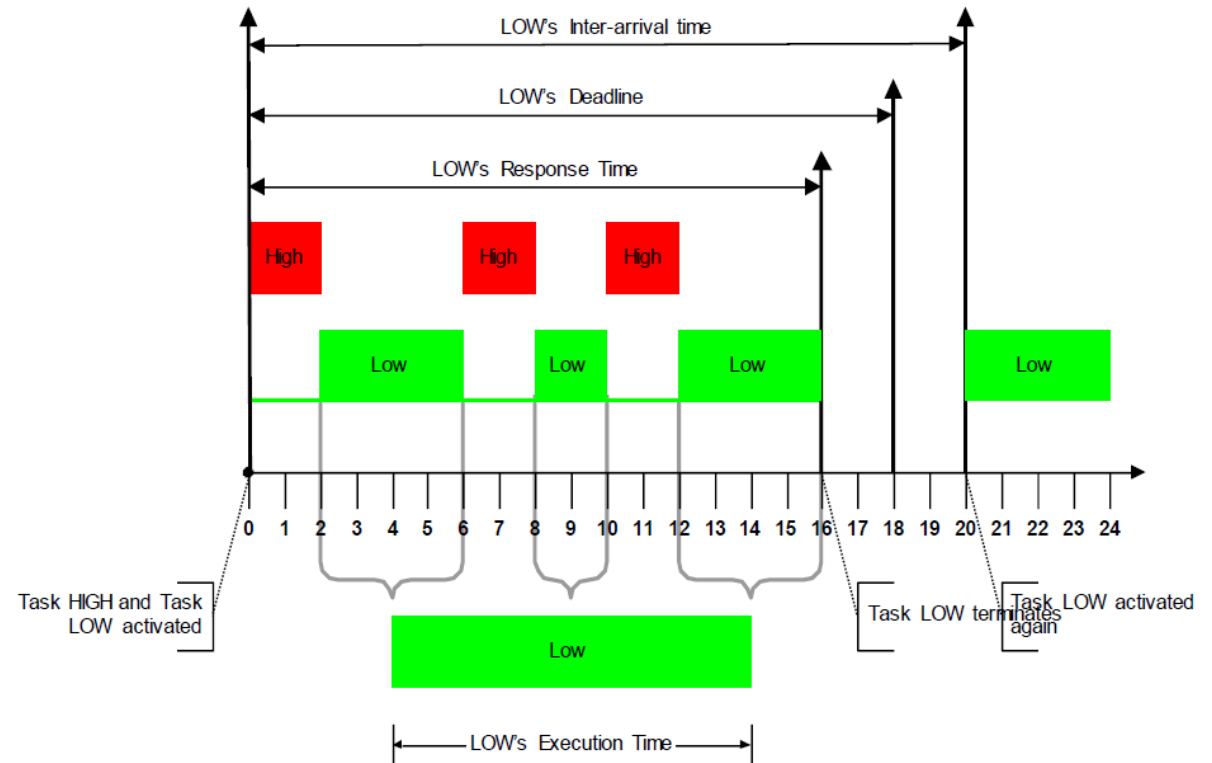 LOW's Inter-arrival time
LOW's Deadline
LOW's Response Time
High
High
High
Low
Low
Low
Low
0 1 2 3 4 5 6 7 8 9 10 11 12 13 14 15 16 17 18 19 20 21 22 23 24
Task HIGH and Task
LOW activated
Task LOW terminates
Task LOW activated
again
Low
LOW's Execution Time